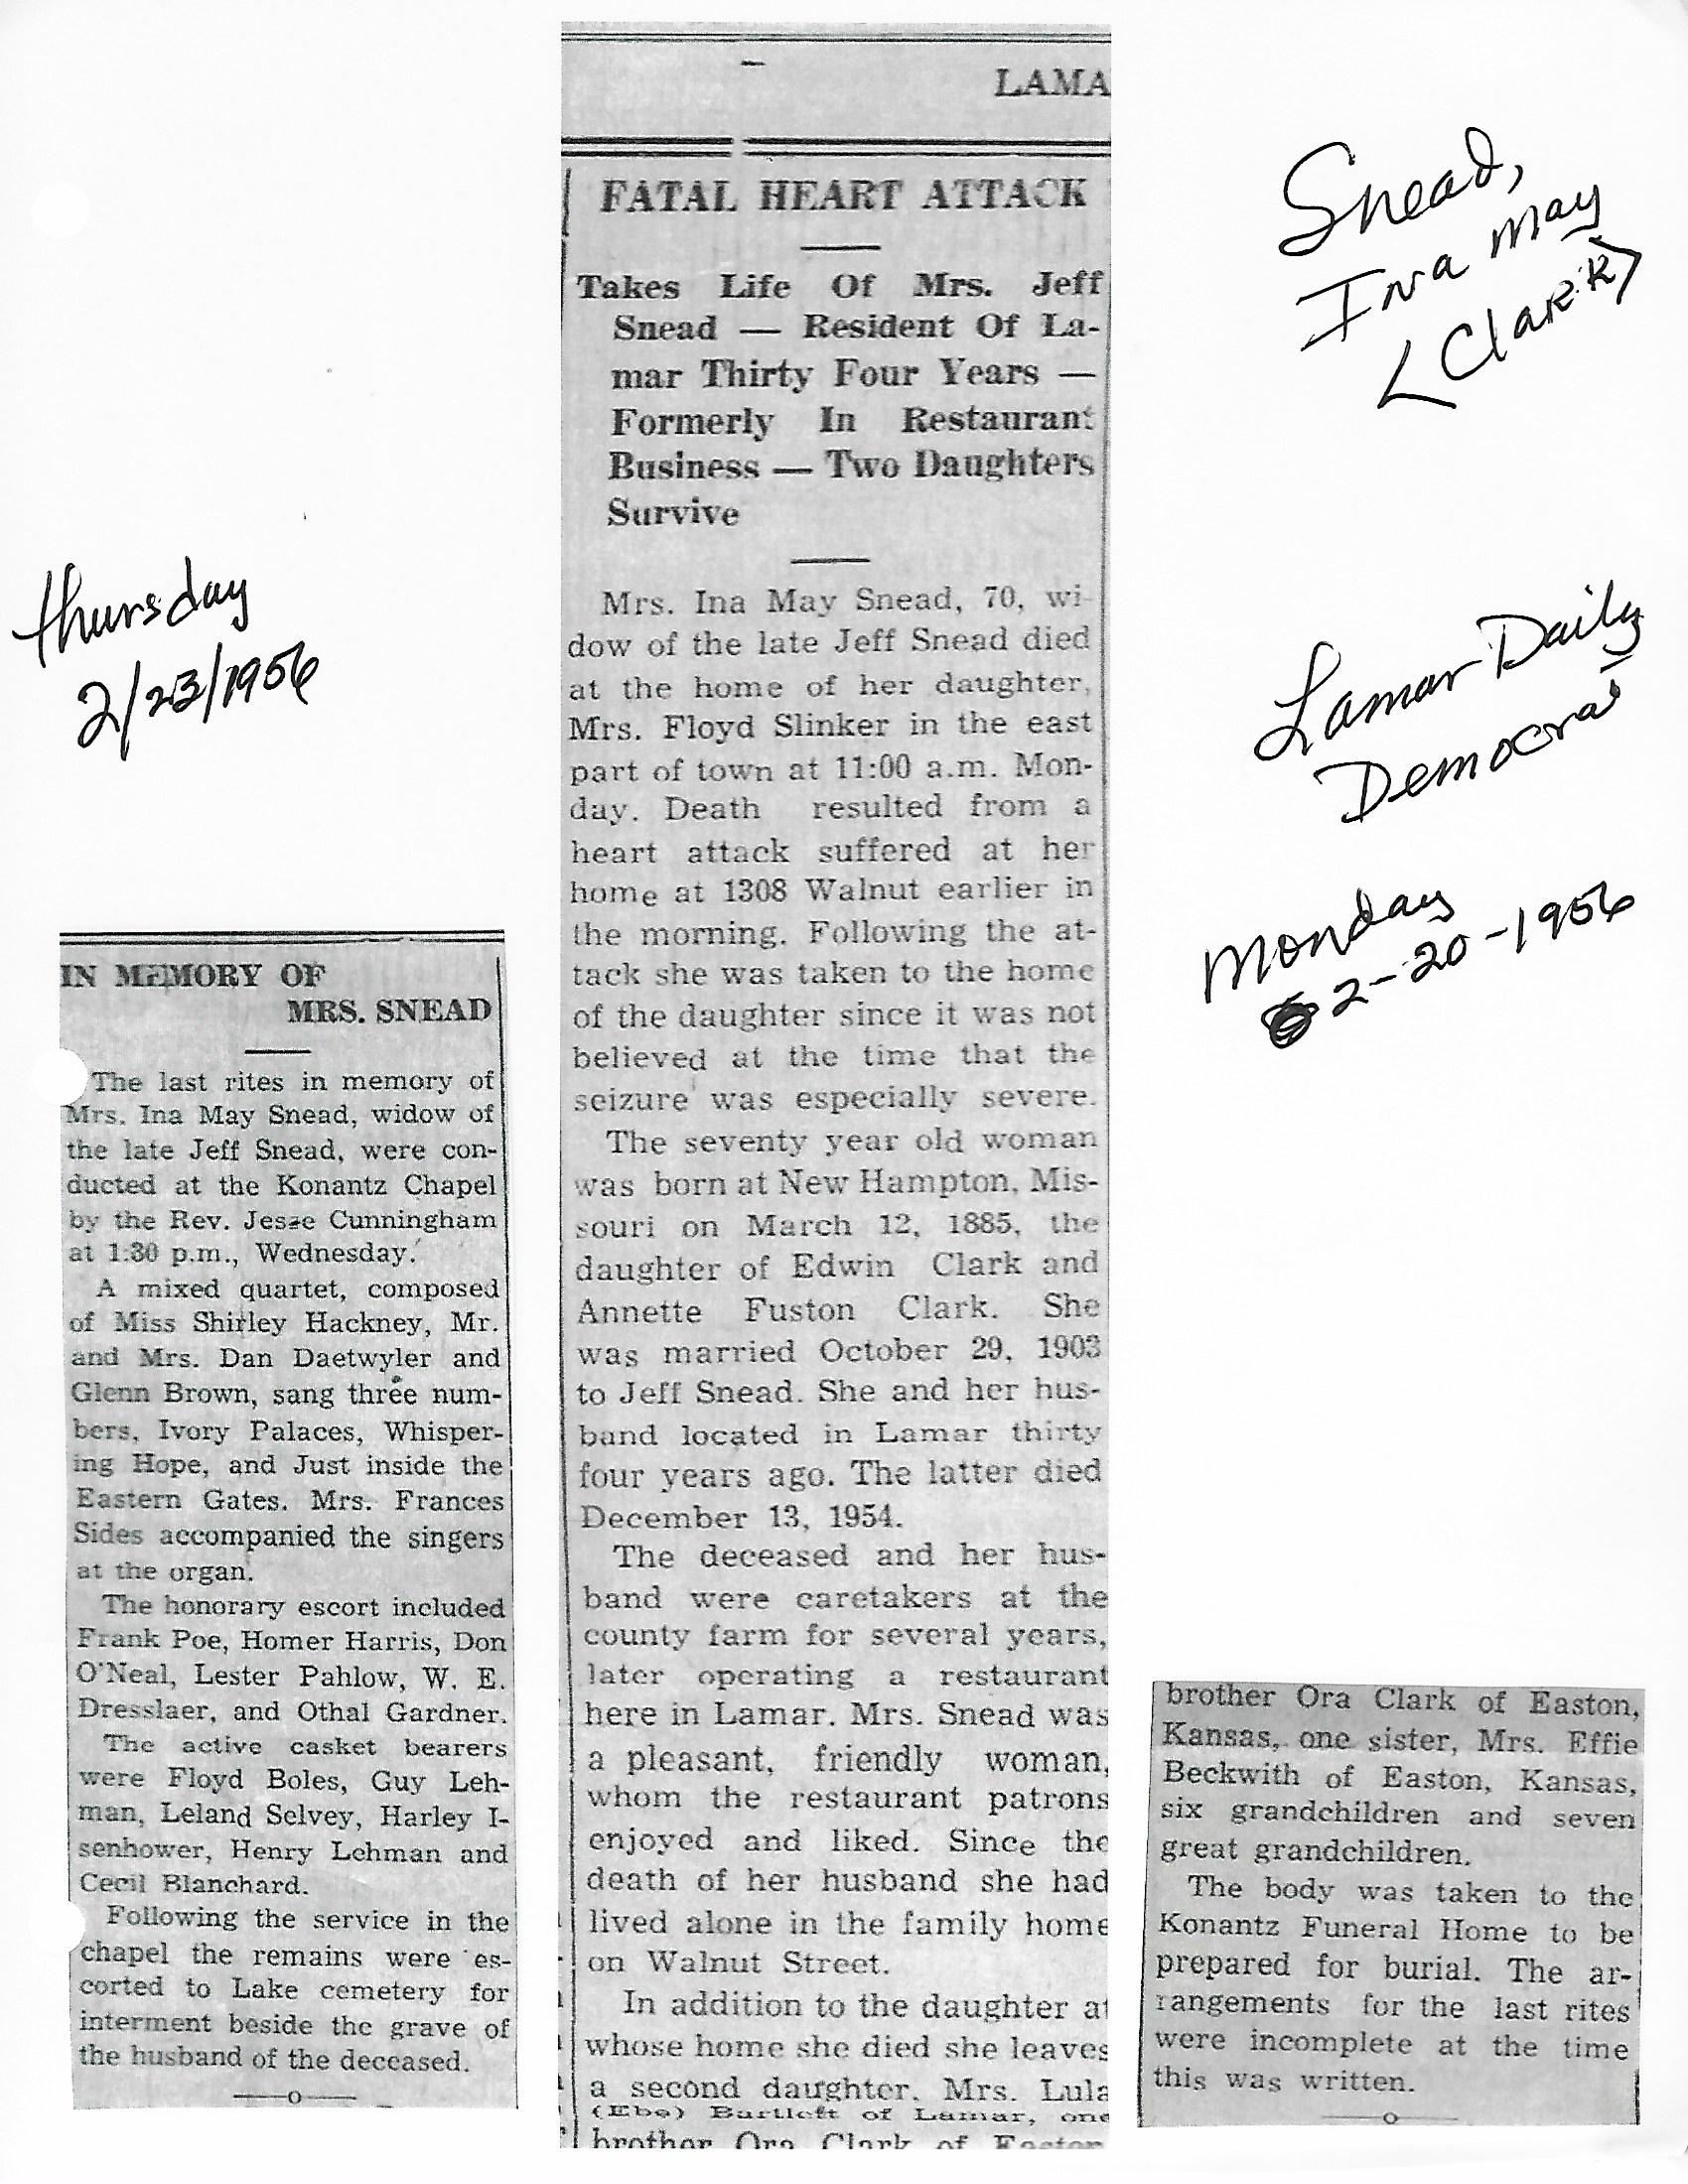 LAMA
FATAL HEART ATTACK
Takes Life Of Mrs. Jeff
Snead — Resident Of La-
mar Thirty Four Years —
Formerly In Restaurant
Business — Two Daughters
Survive
Mrs. Ina May Snead, 70, wi-
dow of the late Jeff Snead died
at the home of her daughter,
Mrs. Floyd Slinker in the east
part of town at 11:00 a.m. Mon-
day. Death resulted from a
heart attack suffered at her
home at 1308 Walnut earlier in
the morning. Following the at-
tack she was taken to the home
of the daughter since it was not
believed at the time that the
seizure was especially severe.
The seventy year old woman
was born at New Hampton, Mis-
souri on March 12, 1885, the
daughter of Edwin Clark and
Annette Fuston Clark. She
was married October 29, 1903
to Jeff Snead. She and her hus-
band located in Lamar thirty
four years ago. The latter died
December 13, 1954.
The deceased and her hus-
band were caretakers at the
county farm for several years,
later operating a restaurant
here in Lamar. Mrs. Snead was
a pleasant, friendly woman,
whom the restaurant patrons
enjoyed and liked. Since the
death of her husband she had
lived alone in the family home
on Walnut Street.
In addition to the daughter at
whose home she died she leaves
a second daughter, Mrs. Lula
(Ebe) Bartlett of Lamar, one
brother Ora Clark of Easton,
brother Ora Clark of Easton,
Kansas, one sister, Mrs. Effie
Beckwith of Easton, Kansas,
six grandchildren and seven
great grandchildren.
The body was taken to the
Konantz Funeral Home to be
prepared for burial. The ar-
rangements for the last rites
were incomplete at the time
this was written.
o
Snead,
Ina May
<Clark>
Lamar Daily
Democrat
Monday
2-20-1956
Thursday
2/23/1956
IN MEMORY OF
MRS. SNEAD
The last rites in memory of
Mrs. Ina May Snead, widow of
the late Jeff Snead, were con-
ducted at the Konantz Chapel
by the Rev. Jesse Cunningham
at 1:30 p.m., Wednesday.
A mixed quartet, composed
of Miss Shirley Hackney, Mr.
and Mrs. Dan Daetwyler and
Glenn Brown, sang three num-
bers, Ivory Palaces, Whisper-
ing Hope, and Just inside the
Eastern Gates. Mrs. Frances
Sides accompanied the singers
at the organ.
The honorary escort included
Frank Poe, Homer Harris, Don
O'Neal, Lester Pahlow, W. E.
Dresslaer, and Othal Gardner.
The active casket bearers
were Floyd Boles, Guy Leh-
man, Leland Selvey, Harley I-
senhower, Henry Lehman and
Cecil Blanchard.
Following the service in the
chapel the remains were es-
corted to Lake cemetery for
interment beside the grave of
the husband of the deceased.
o